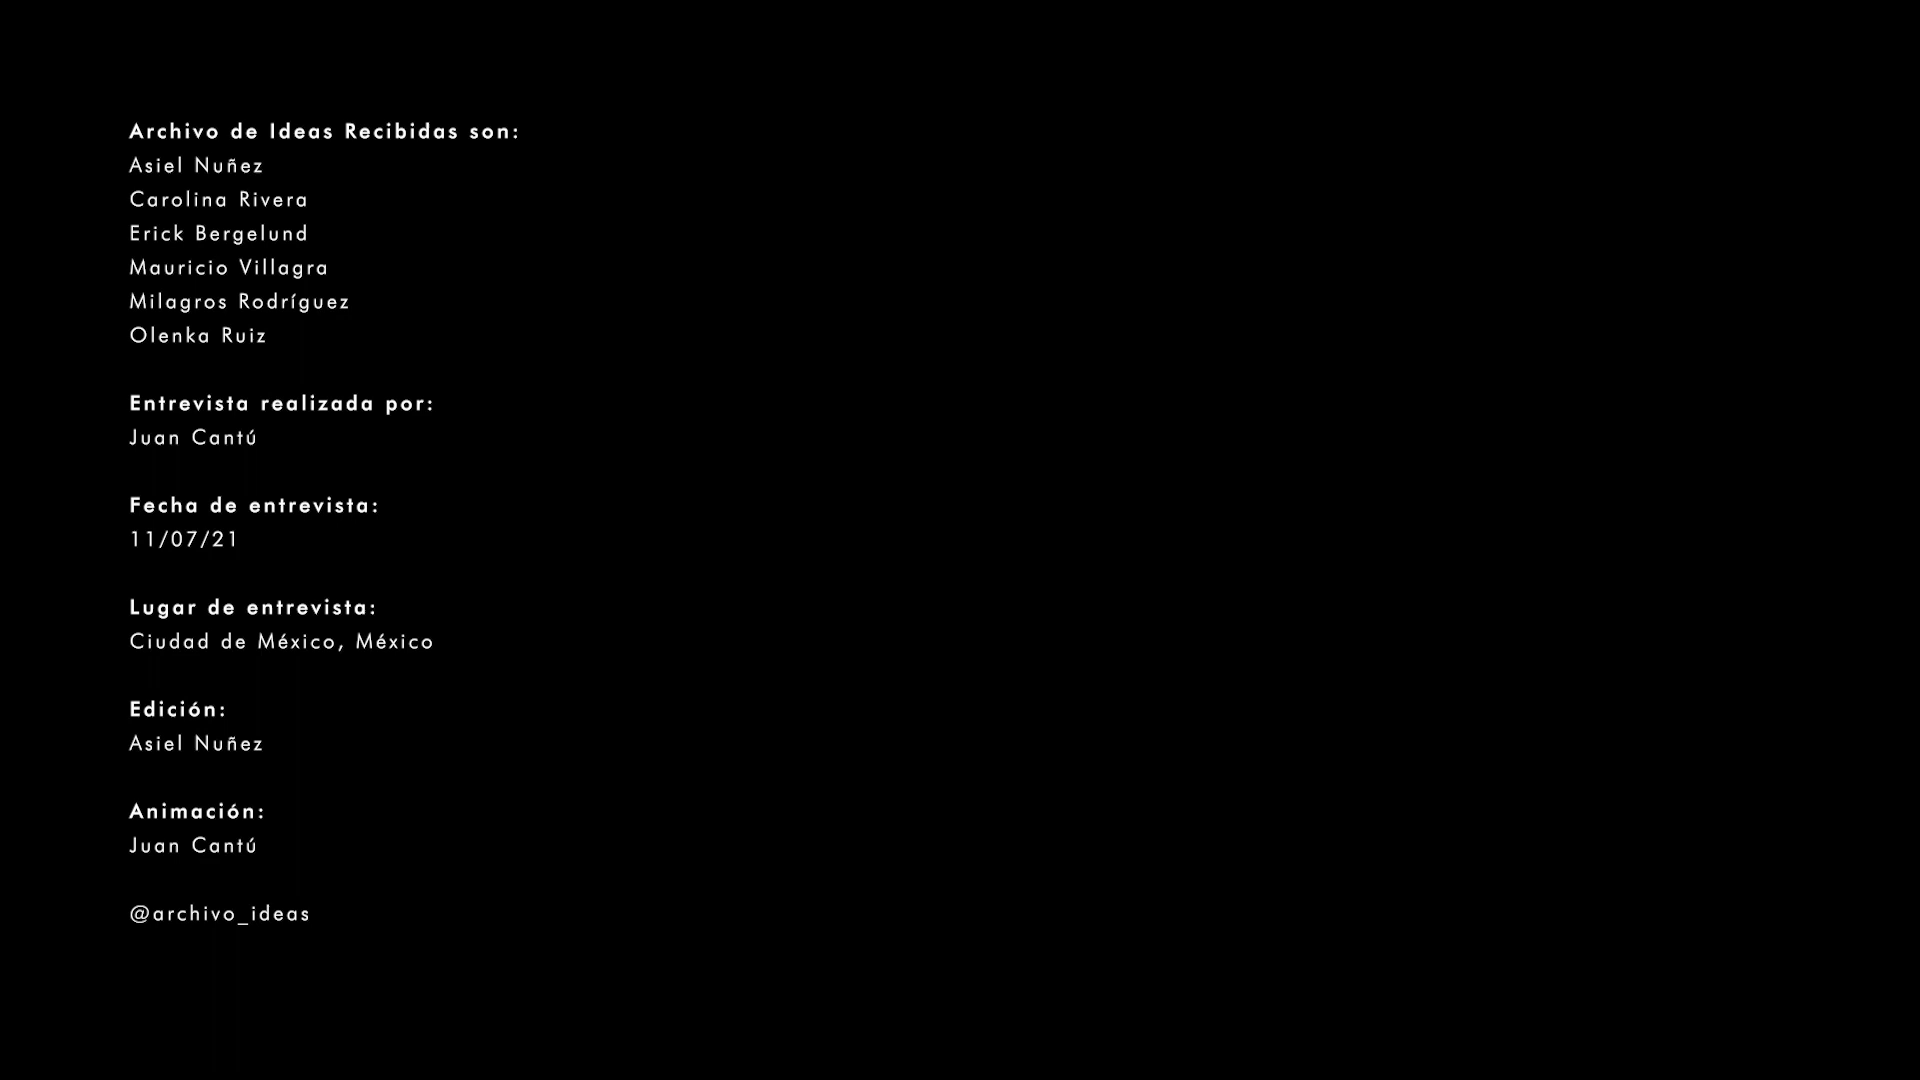 Archivo de Ideas Recibidas son:
Asiel Nuñez
Carolina Rivera
Erick Bergelund
Mauricio Villagra
Milagros Rodríguez
Olenka Ruiz
Entrevista realizada por:
Juan Cantú
Fecha de entrevista:
11/07/21
Lugar de entrevista:
Ciudad de México, México
Edición:
Asiel Nuñez
Animación:
Juan Cantú
@archivo_ideas